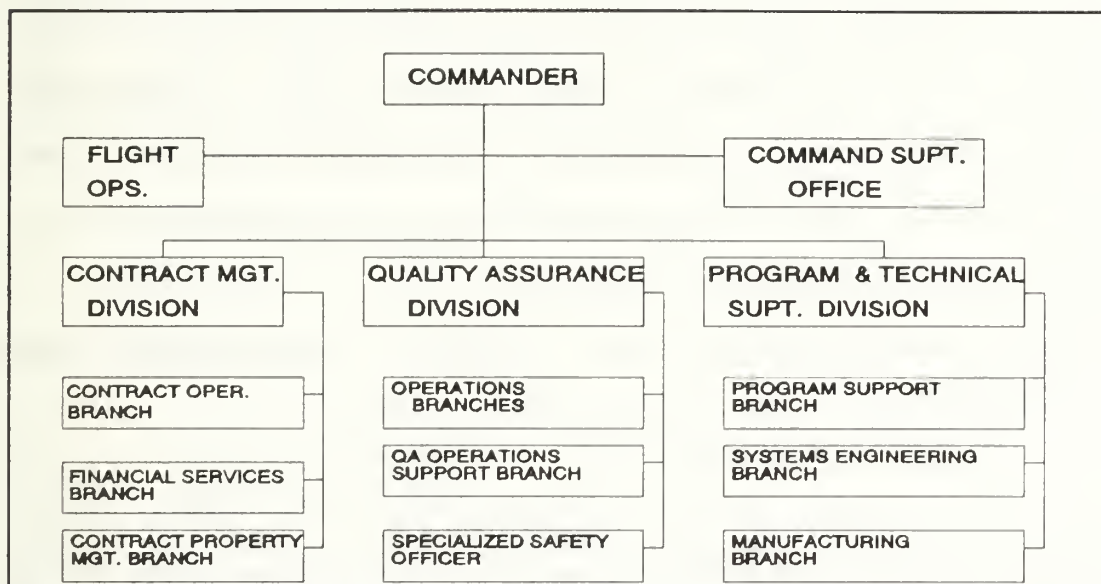 COMMANDER
FLIGHT
OPS.
COMMAND SUPT.
OFFICE
CONTRACT MGT.
DIVISION
QUALITY ASSURANCE
DIVISION
PROGRAM & TECHNICAL
SUPT. DIVISION
CONTRACT OPER.
BRANCH
FINANCIAL SERVICES
BRANCH
CONTRACT PROPERTY
MGT. BRANCH
OPERATIONS
BRANCHES
QA OPERATIONS
SUPPORT BRANCH
SPECIALIZED SAFETY
OFFICER
PROGRAM SUPPORT
BRANCH
SYSTEMS ENGINEERING
BRANCH
MANUFACTURING
BRANCH